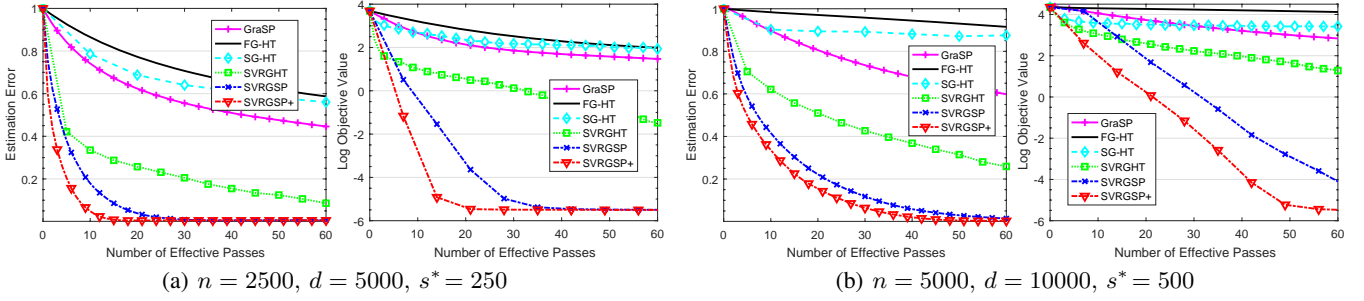 Estimation Error
1
0.8
0.6
0.4
0.2
0 10 20 30 40 50 60
Number of Effective Passes
GraSP
FG-HT
SG-HT
SVRGHT
SVRGSP
SVRGSP+
Log Objective Value
4
2
0
-2
-4
-6
0 10 20 30 40 50 60
Number of Effective Passes
GraSP
FG-HT
SG-HT
SVRGHT
SVRGSP
SVRGSP+
(a) n = 2500, d = 5000, s* = 250
Estimation Error
1
0.8
0.6
0.4
0.2
0 10 20 30 40 50 60
Number of Effective Passes
GraSP
FG-HT
SG-HT
SVRGHT
SVRGSP
SVRGSP+
Log Objective Value
4
2
0
-2
-4
-6
0 10 20 30 40 50 60
Number of Effective Passes
GraSP
FG-HT
SG-HT
SVRGHT
SVRGSP
SVRGSP+
(b) n = 5000, d = 10000, s* = 500